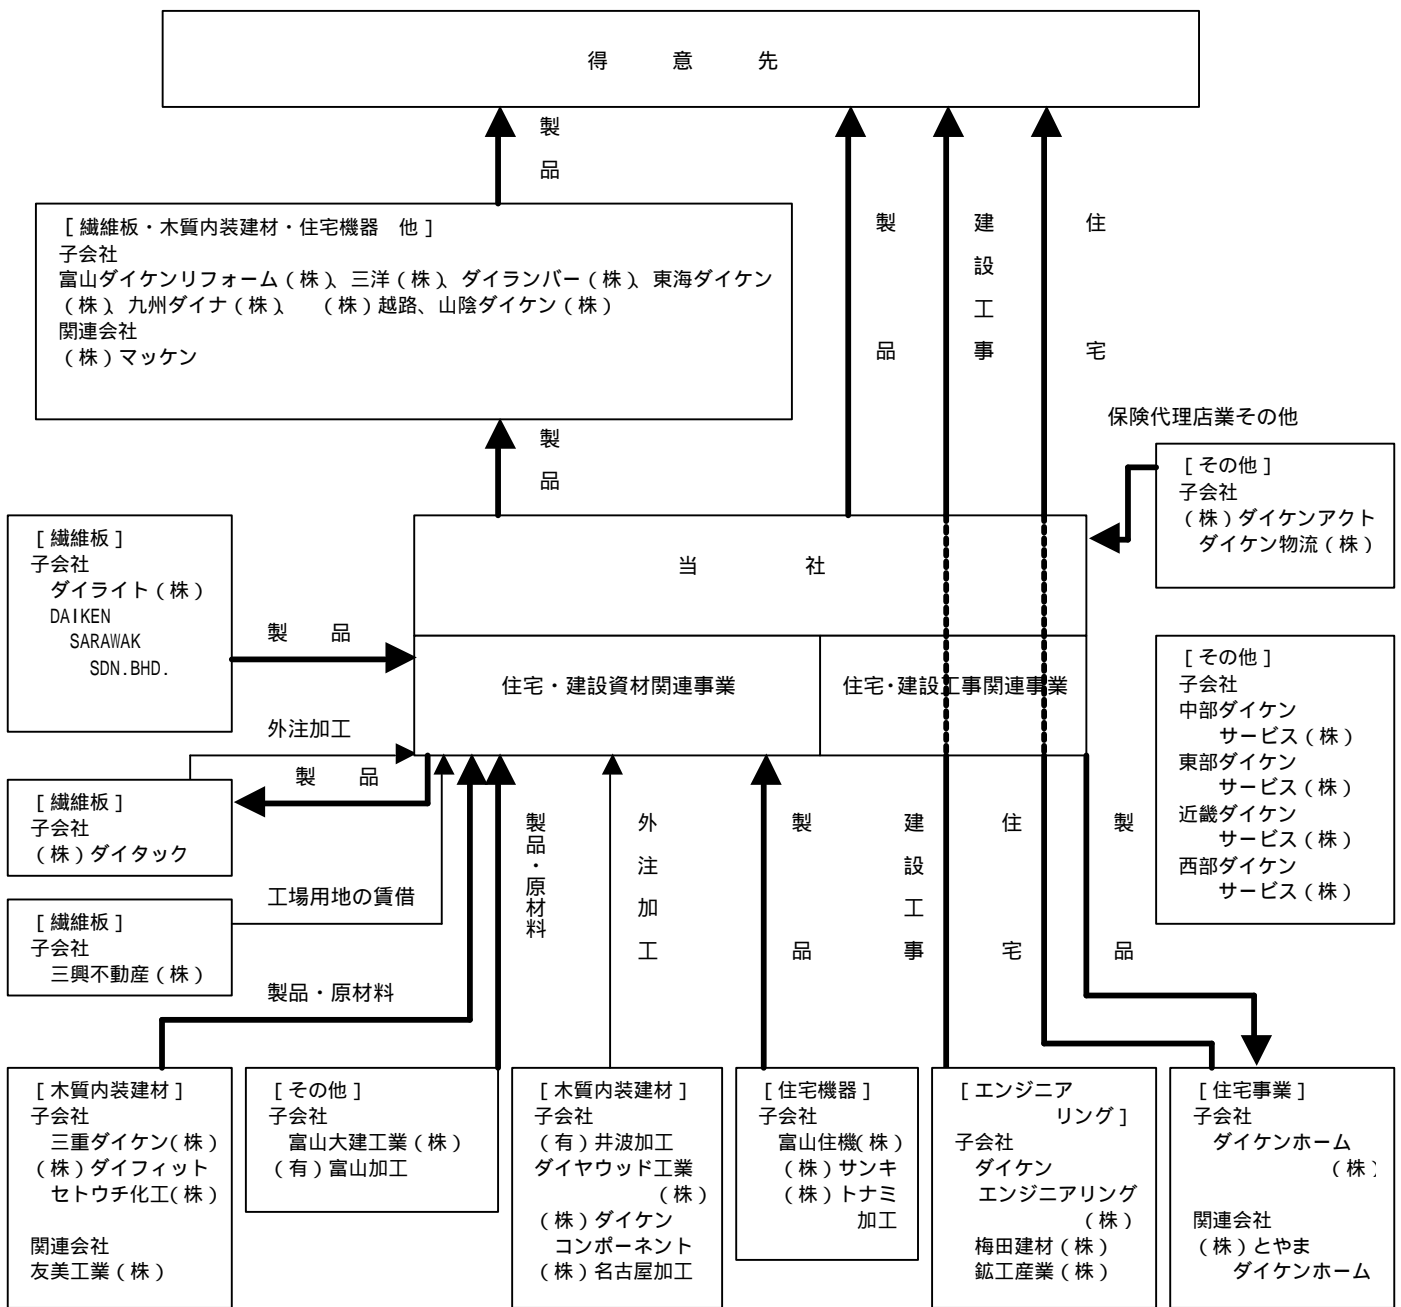 得　意　先
製品
［繊維板・木質内装建材・住宅機器　他］
子会社
富山ダイケンリフォーム（株）、三洋（株）、ダイランバー（株）、東海ダイケン
（株）、九州ダイナ（株）、　（株）越路、山陰ダイケン（株）
関連会社
（株）マッケン
製品
建設工事
住宅
製品
保険代理店業その他
［その他］
子会社
（株）ダイケンアクト
ダイケン物流（株）
［繊維板］
子会社
ダイライト（株）
DAIKEN
SARAWAK
SDN.BHD.
製　品
当　社
住宅・建設資材関連事業
住宅・建設工事関連事業
［その他］
子会社
中部ダイケン
サービス（株）
東部ダイケン
サービス（株）
近畿ダイケン
サービス（株）
西部ダイケン
サービス（株）
外注加工
製　品
［繊維板］
子会社
（株）ダイタック
工場用地の賃借
［繊維板］
子会社
三興不動産（株）
製品・原材料
製品・原材料
外注加工
製品
建設工事
住宅
製品
［木質内装建材］
子会社
三重ダイケン（株）
（株）ダイフィット
セトウチ化工（株）
関連会社
友美工業（株）
［その他］
子会社
富山大建工業（株）
（有）富山加工
［木質内装建材］
子会社
（有）井波加工
ダイヤウッド工業
（株）
（株）ダイケン
コンポーネント
（株）名古屋加工
［住宅機器］
子会社
富山住機（株）
（株）サンキ
（株）トナミ
加工
［エンジニア
リング］
子会社
ダイケン
エンジニアリング
（株）
梅田建材（株）
鉱工産業（株）
［住宅事業］
子会社
ダイケンホーム
（株）
関連会社
（株）とやま
ダイケンホーム